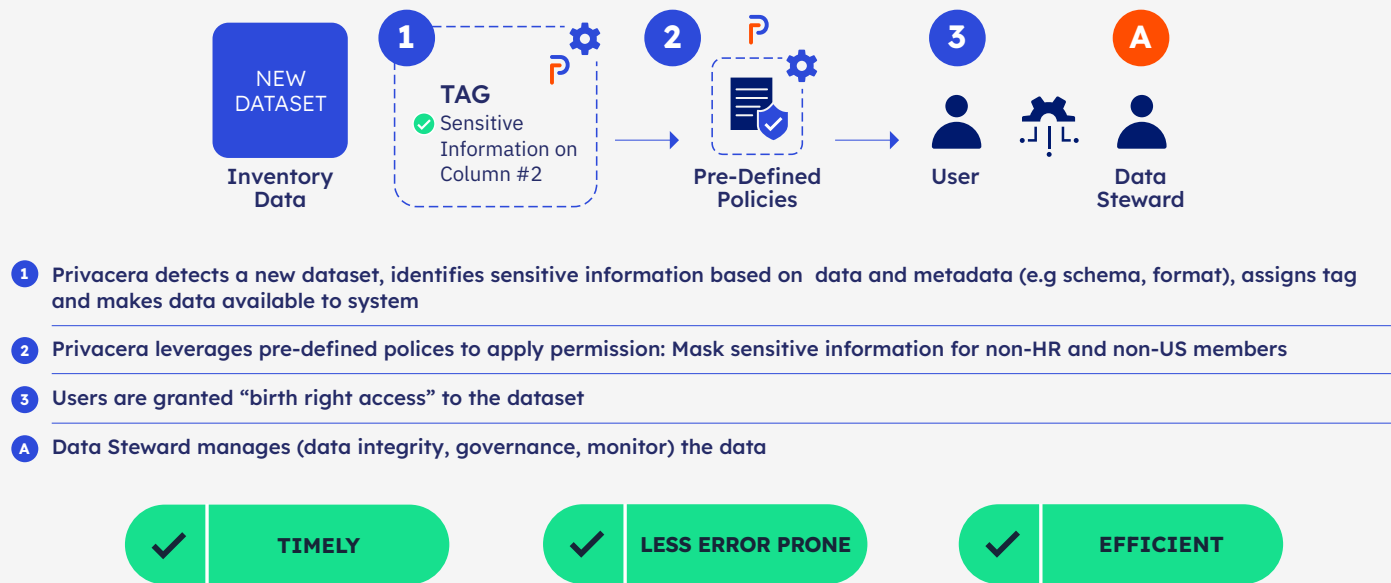 1
2
3
A
NEW
DATASET
TAG
Sensitive
Information on
Column #2
Inventory
Data
Pre-Defined
Policies
User
Data
Steward
1 Privacera detects a new dataset, identifies sensitive information based on  data and metadata (e.g schema, format), assigns tag
and makes data available to system
2 Privacera leverages pre-defined polices to apply permission: Mask sensitive information for non-HR and non-US members
3 Users are granted “birth right access” to the dataset
A Data Steward manages (data integrity, governance, monitor) the data
TIMELY
LESS ERROR PRONE
EFFICIENT